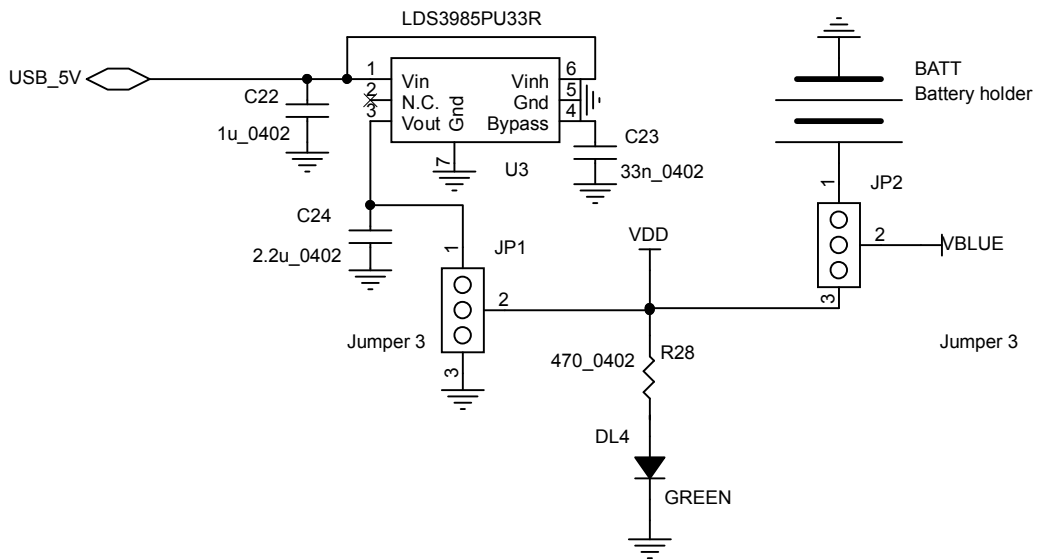 LDS3985PU33R
USB_5V
1
Vin
Vinh
6
2
N.C.
Gnd
5
3
Vout
Gnd
Bypass
4
7
U3
C22
1u_0402
C23
33n_0402
C24
2.2u_0402
BATT
Battery holder
1
JP2
2
VBLUE
3
Jumper 3
1
JP1
2
3
Jumper 3
VDD
470_0402
R28
DL4
GREEN